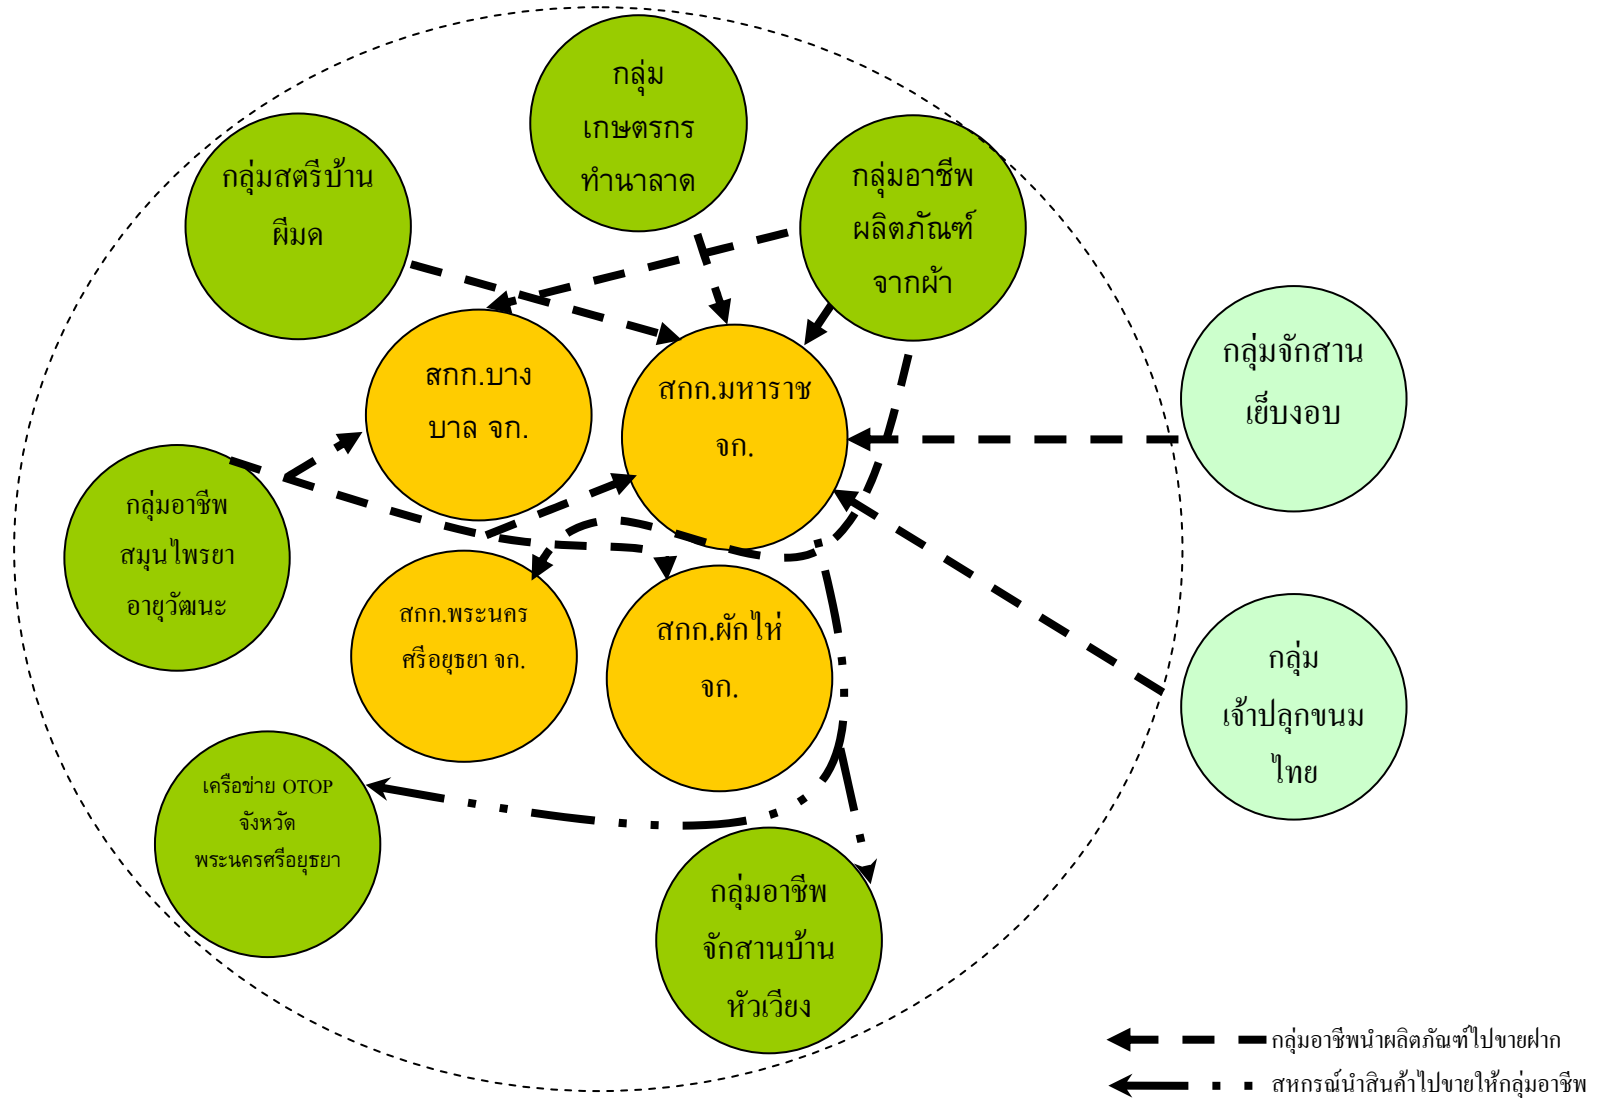 กลุ่ม
เกษตรกร
ทำนาลาด
กลุ่มสตรีบ้าน
ผีมด
กลุ่มอาชีพ
ผลิตภัณฑ์
จากผ้า
สกก.บาง
บาล จก.
สกก.มหาราช
จก.
กลุ่มจักสาน
เย็บงอบ
กลุ่มอาชีพ
สมุนไพรยา
อายุวัฒนะ
สกก.พระนคร
ศรีอยุธยา จก.
สกก.ผักไห่
จก.
กลุ่ม
เจ้าปลุกขนม
ไทย
เครือข่าย OTOP
จังหวัด
พระนครศรีอยุธยา
กลุ่มอาชีพ
จักสานบ้าน
หัวเวียง
กลุ่มอาชีพนำผลิตภัณฑ์ไปขายฝาก
สหกรณ์นำสินค้าไปขายให้กลุ่มอาชีพ